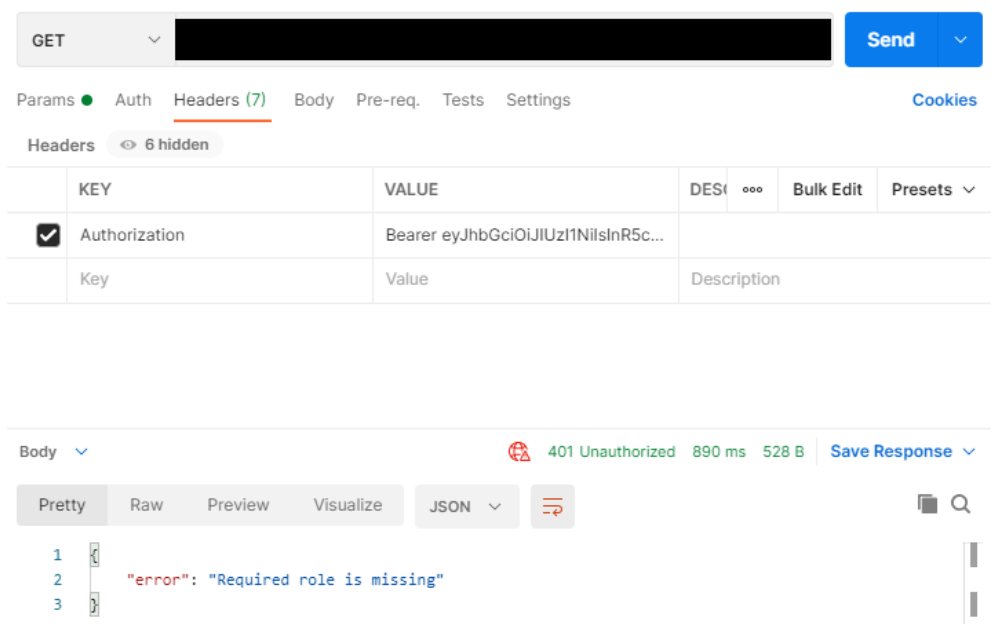 GET
Send
Params Auth Headers (7) Body Pre-req. Tests Settings Cookies
Headers 6 hidden
KEY VALUE DESC ooo Bulk Edit Presets
Authorization Bearer eyJhbGciOiJIUzI1NiIsInR5c...
Key Value Description
Body 401 Unauthorized 890 ms 528 B Save Response
Pretty Raw Preview Visualize JSON
1 {
2 "error": "Required role is missing"
3 }